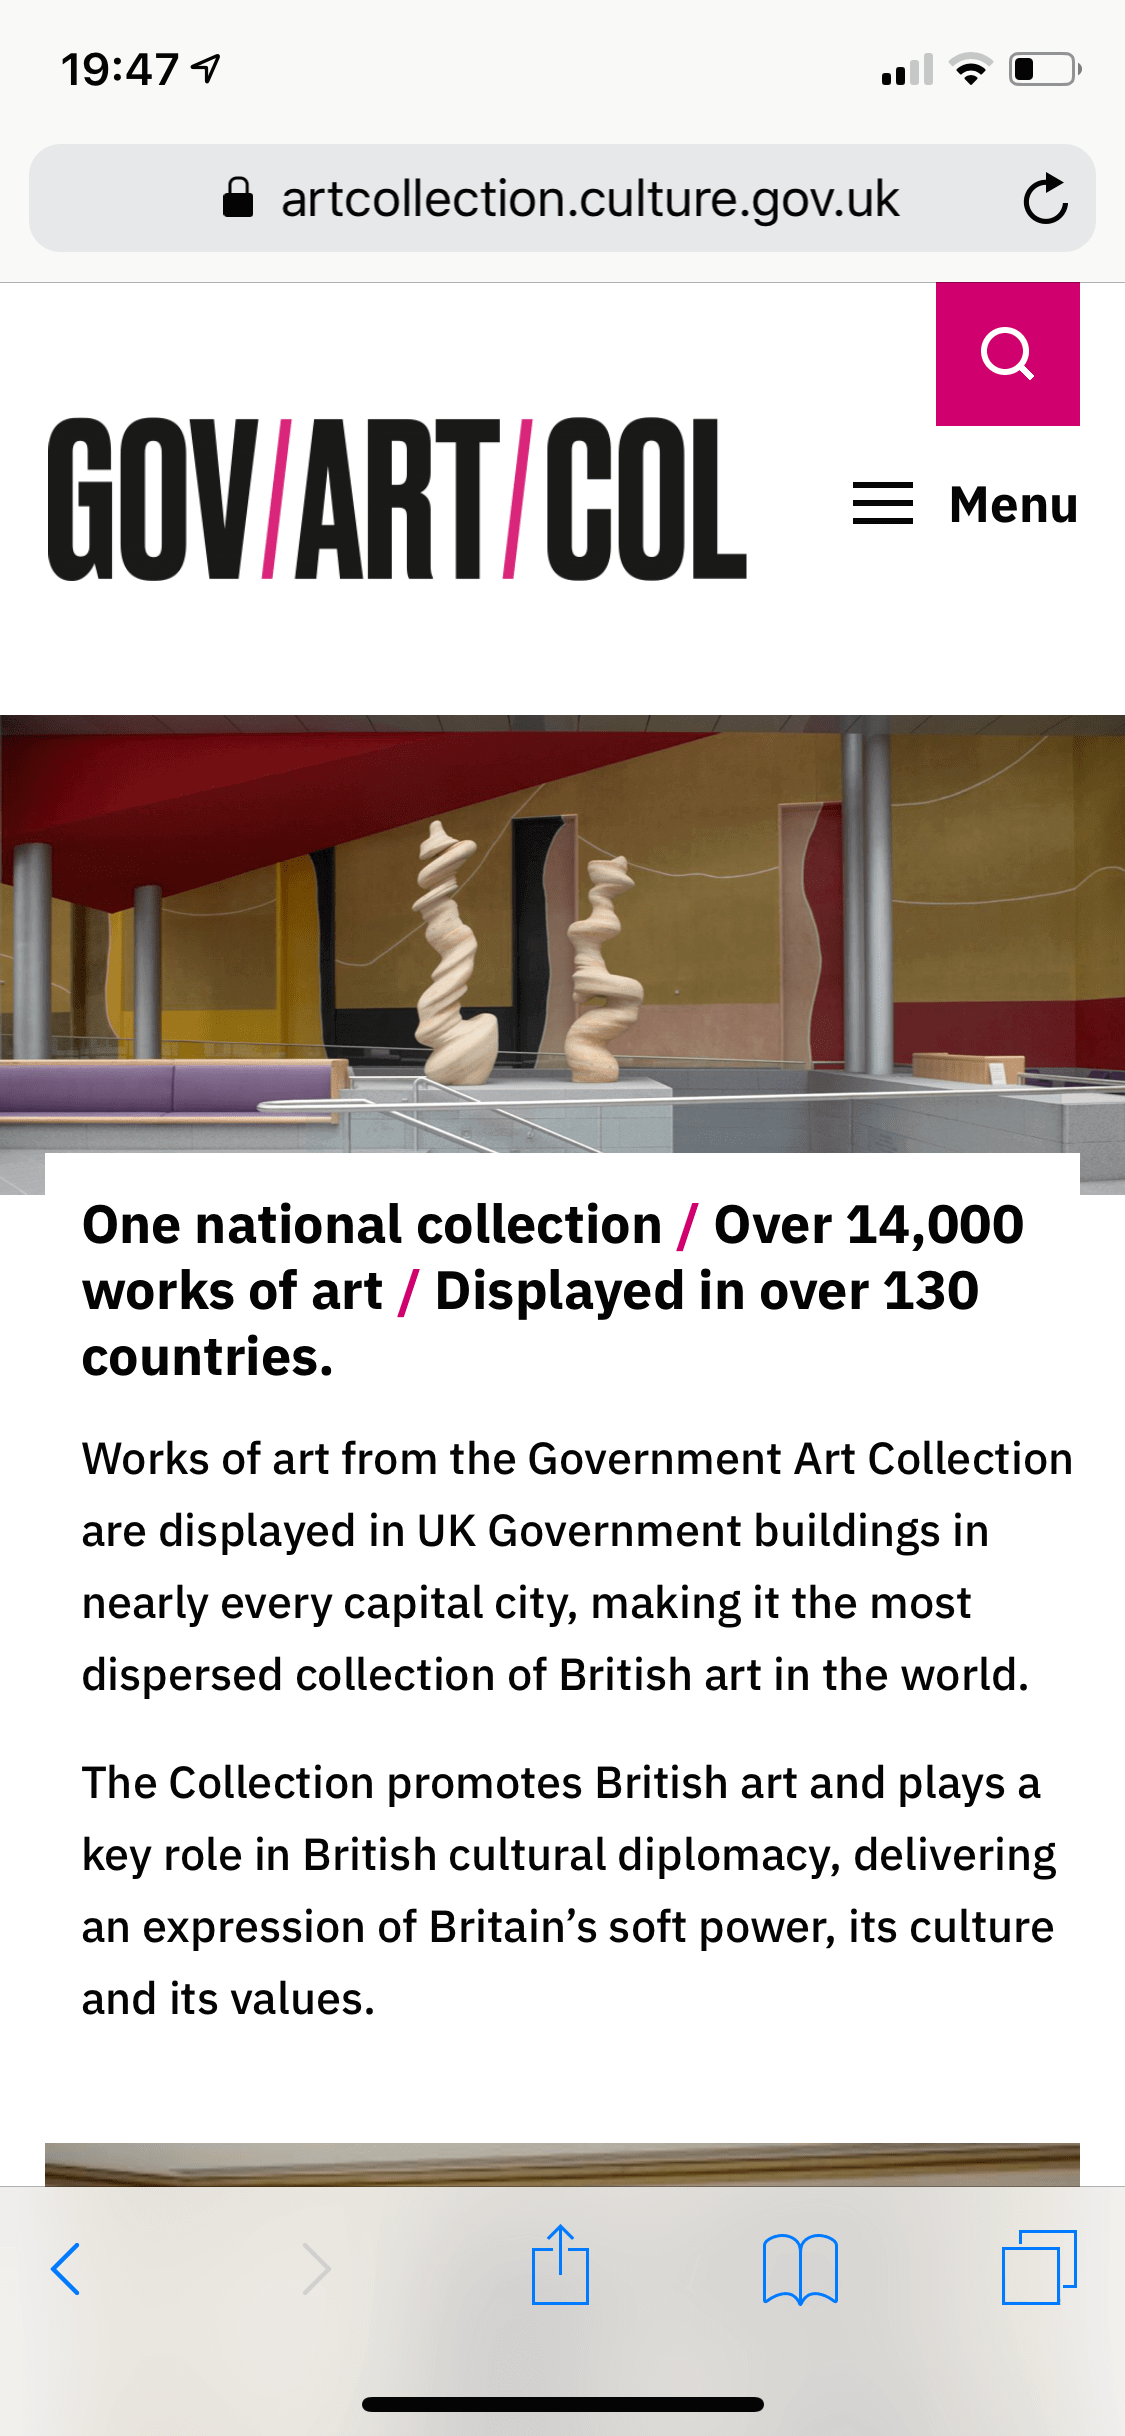 19:47
artcollection.culture.gov.uk
GOV/ART/COL
Menu
One national collection / Over 14,000
works of art / Displayed in over 130
countries.
Works of art from the Government Art Collection
are displayed in UK Government buildings in
nearly every capital city, making it the most
dispersed collection of British art in the world.
The Collection promotes British art and plays a
key role in British cultural diplomacy, delivering
an expression of Britain’s soft power, its culture
and its values.